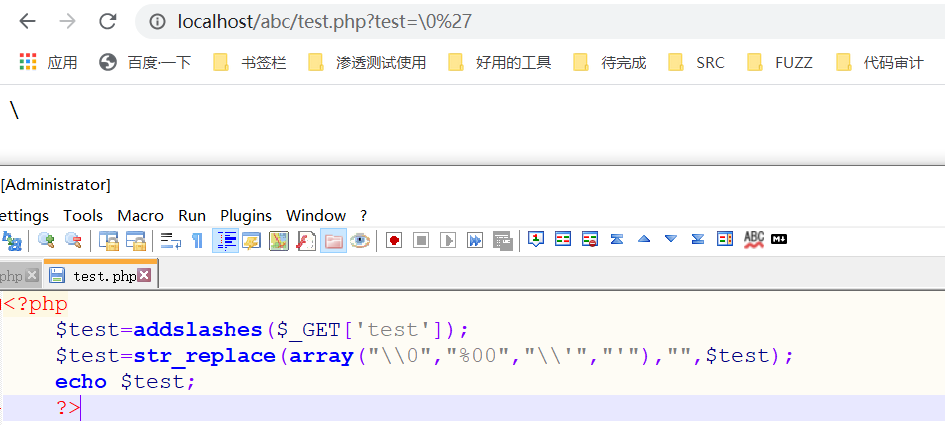 localhost/abc/test.php?test=\0%27
应用 百度一下 书签栏 渗透测试使用 好用的工具 待完成 SRC FUZZ 代码审计
\
[Administrator]
ettings Tools Macro Run Plugins Window ?
ABC
php test.php
<?php
$test=addslashes($_GET['test']);
$test=str_replace(array("\\0","%00","\\'","'"),"",$test);
echo $test;
?>